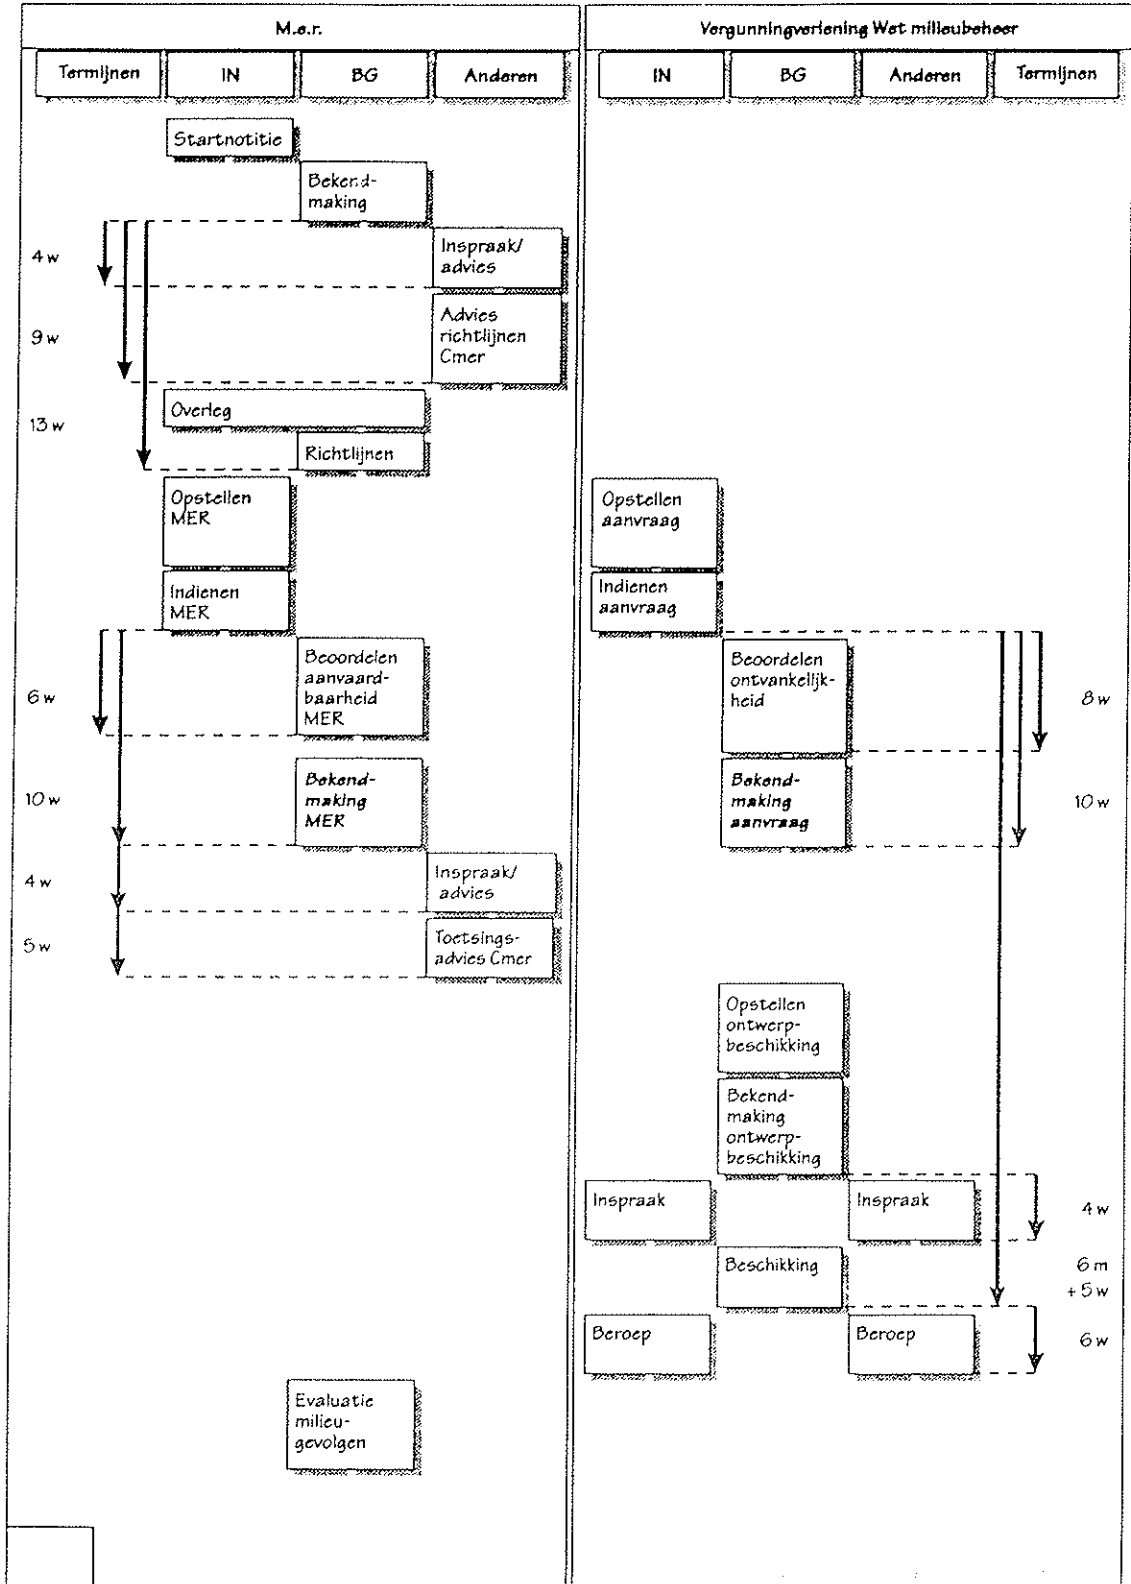 M.e.r.
Vergunningverlening Wet milieubeheer
Termijnen
IN
BG
Anderen
IN
BG
Anderen
Termijnen
Startnotitie
Bekend-
making
4 w
Inspraak/
advies
9 w
Advies
richtlijnen
Cmer
Overleg
13 w
Richtlijnen
Opstellen
MER
Opstellen
aanvraag
Indienen
MER
Indienen
aanvraag
6 w
Beoordelen
aanvaard-
baarheid
MER
Beoordelen
ontvankelijk-
heid
8 w
10 w
Bekend-
making
MER
Bekend-
making
aanvraag
10 w
4 w
Inspraak/
advies
5 w
Toetsings-
advies Cmer
Opstellen
ontwerp-
beschikking
Bekend-
making
ontwerp-
beschikking
Inspraak
Inspraak
4 w
Beschikking
6 m
+ 5 w
Beroep
Beroep
6 w
Evaluatie
milieu-
gevolgen